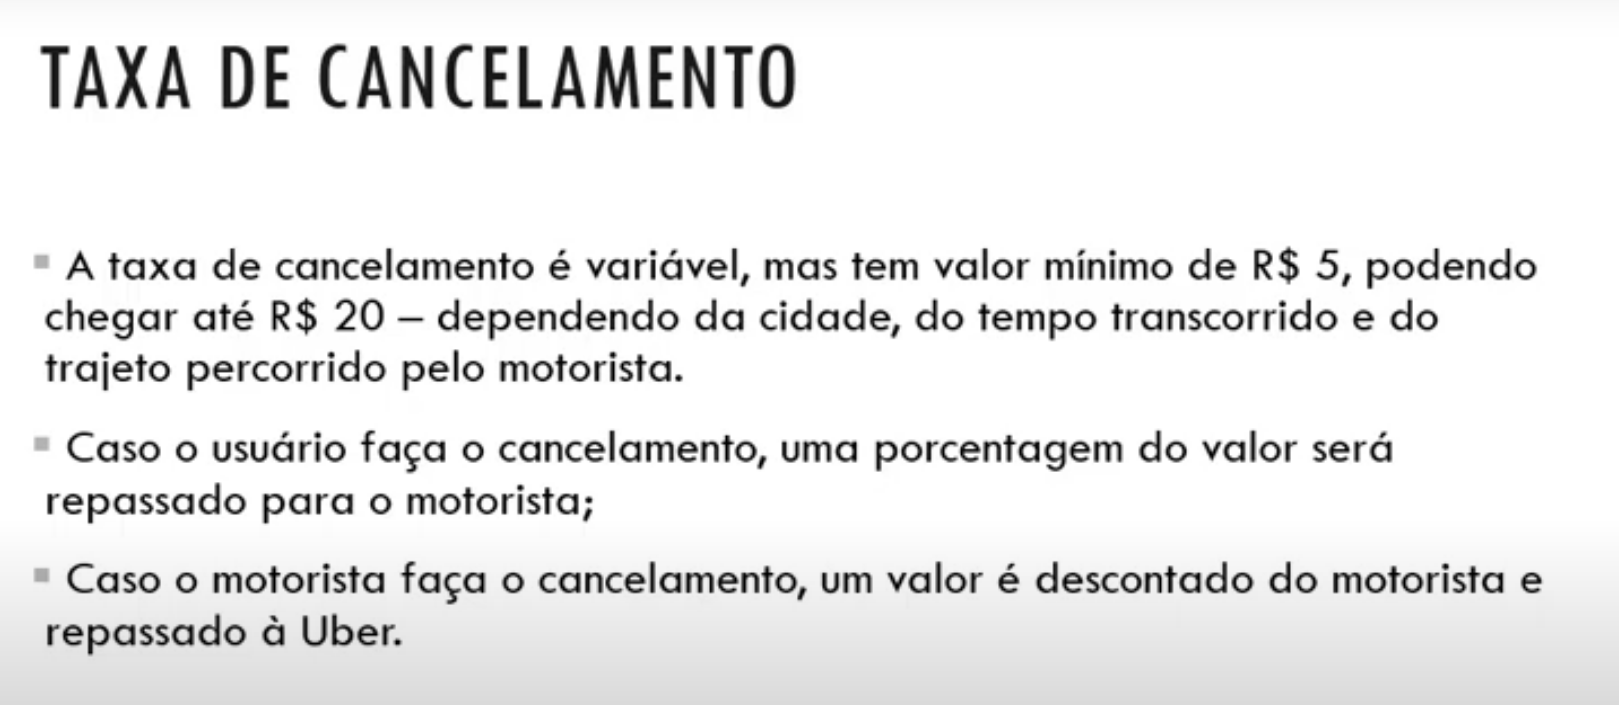 TAXA DE CANCELAMENTO
▪ A taxa de cancelamento é variável, mas tem valor mínimo de R$ 5, podendo
chegar até R$ 20 – dependendo da cidade, do tempo transcorrido e do
trajeto percorrido pelo motorista.
▪ Caso o usuário faça o cancelamento, uma porcentagem do valor será
repassado para o motorista;
▪ Caso o motorista faça o cancelamento, um valor é descontado do motorista e
repassado à Uber.